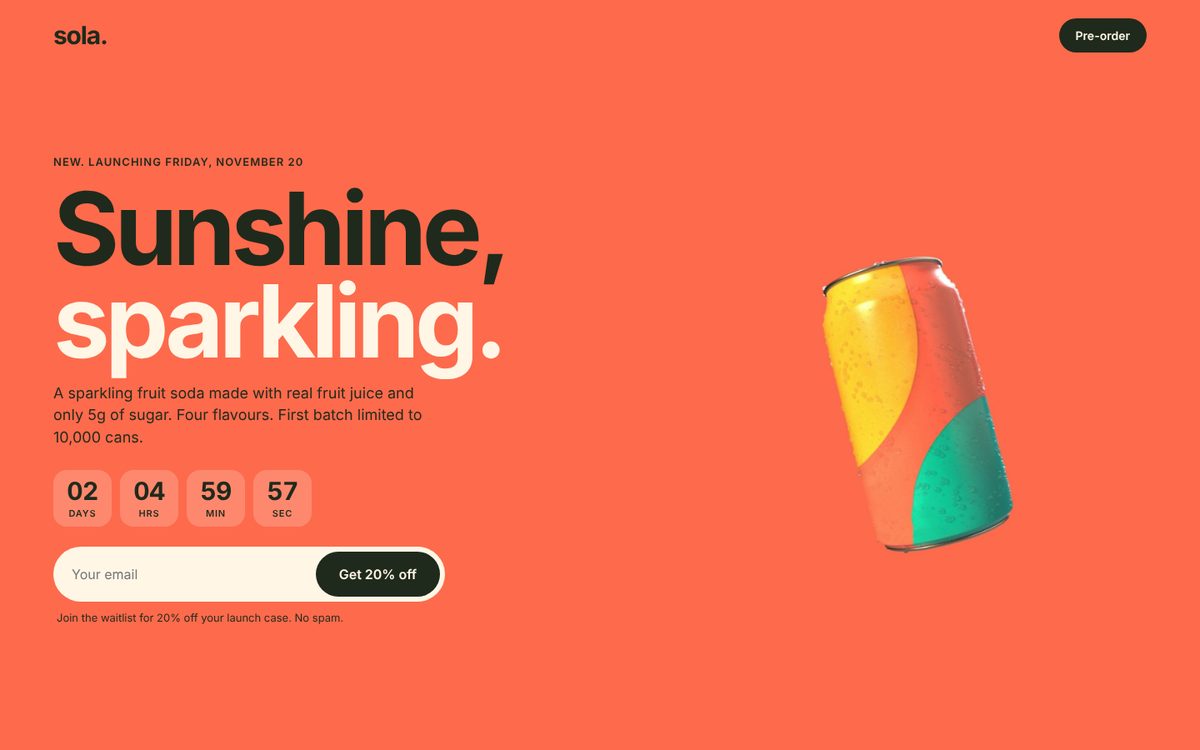 sola.
Pre-order
NEW. LAUNCHING FRIDAY, NOVEMBER 20
Sunshine,
sparkling.
A sparkling fruit soda made with real fruit juice and
only 5g of sugar. Four flavours. First batch limited to
10,000 cans.
02 04 59 57
DAYS HRS MIN SEC
Your email
Get 20% off
Join the waitlist for 20% off your launch case. No spam.